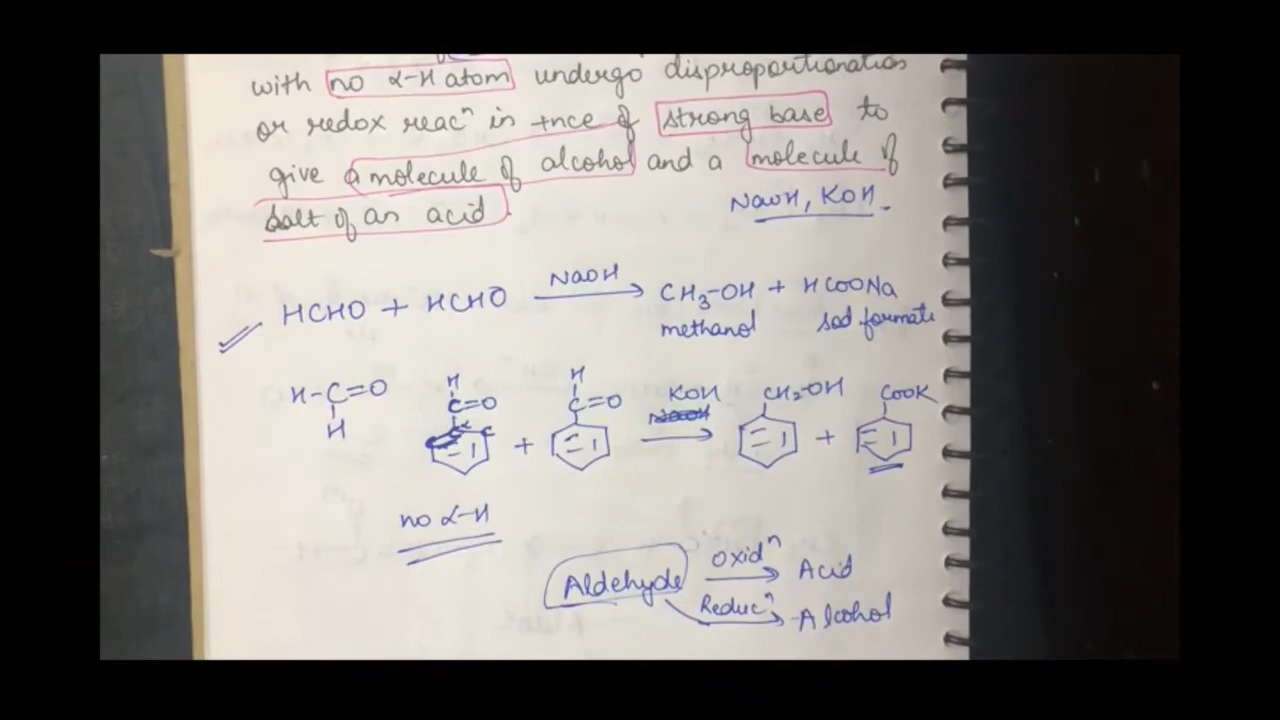 with no α-H atom undergo disproportionation
or redox reacⁿ in +nce of strong base to
give a molecule of alcohol and a molecule of
salt of an acid.
NaOH, KOH
HCHO + HCHO NaOH → CH₃-OH + HCOONa
methanol sod formate
H-C=O
H
H
C=O
+
H
C=O
KOH
NaOH
→
CH₂-OH
+
COOK
no α-H
Aldehyde
Oxidⁿ → Acid
Reducⁿ → Alcohol